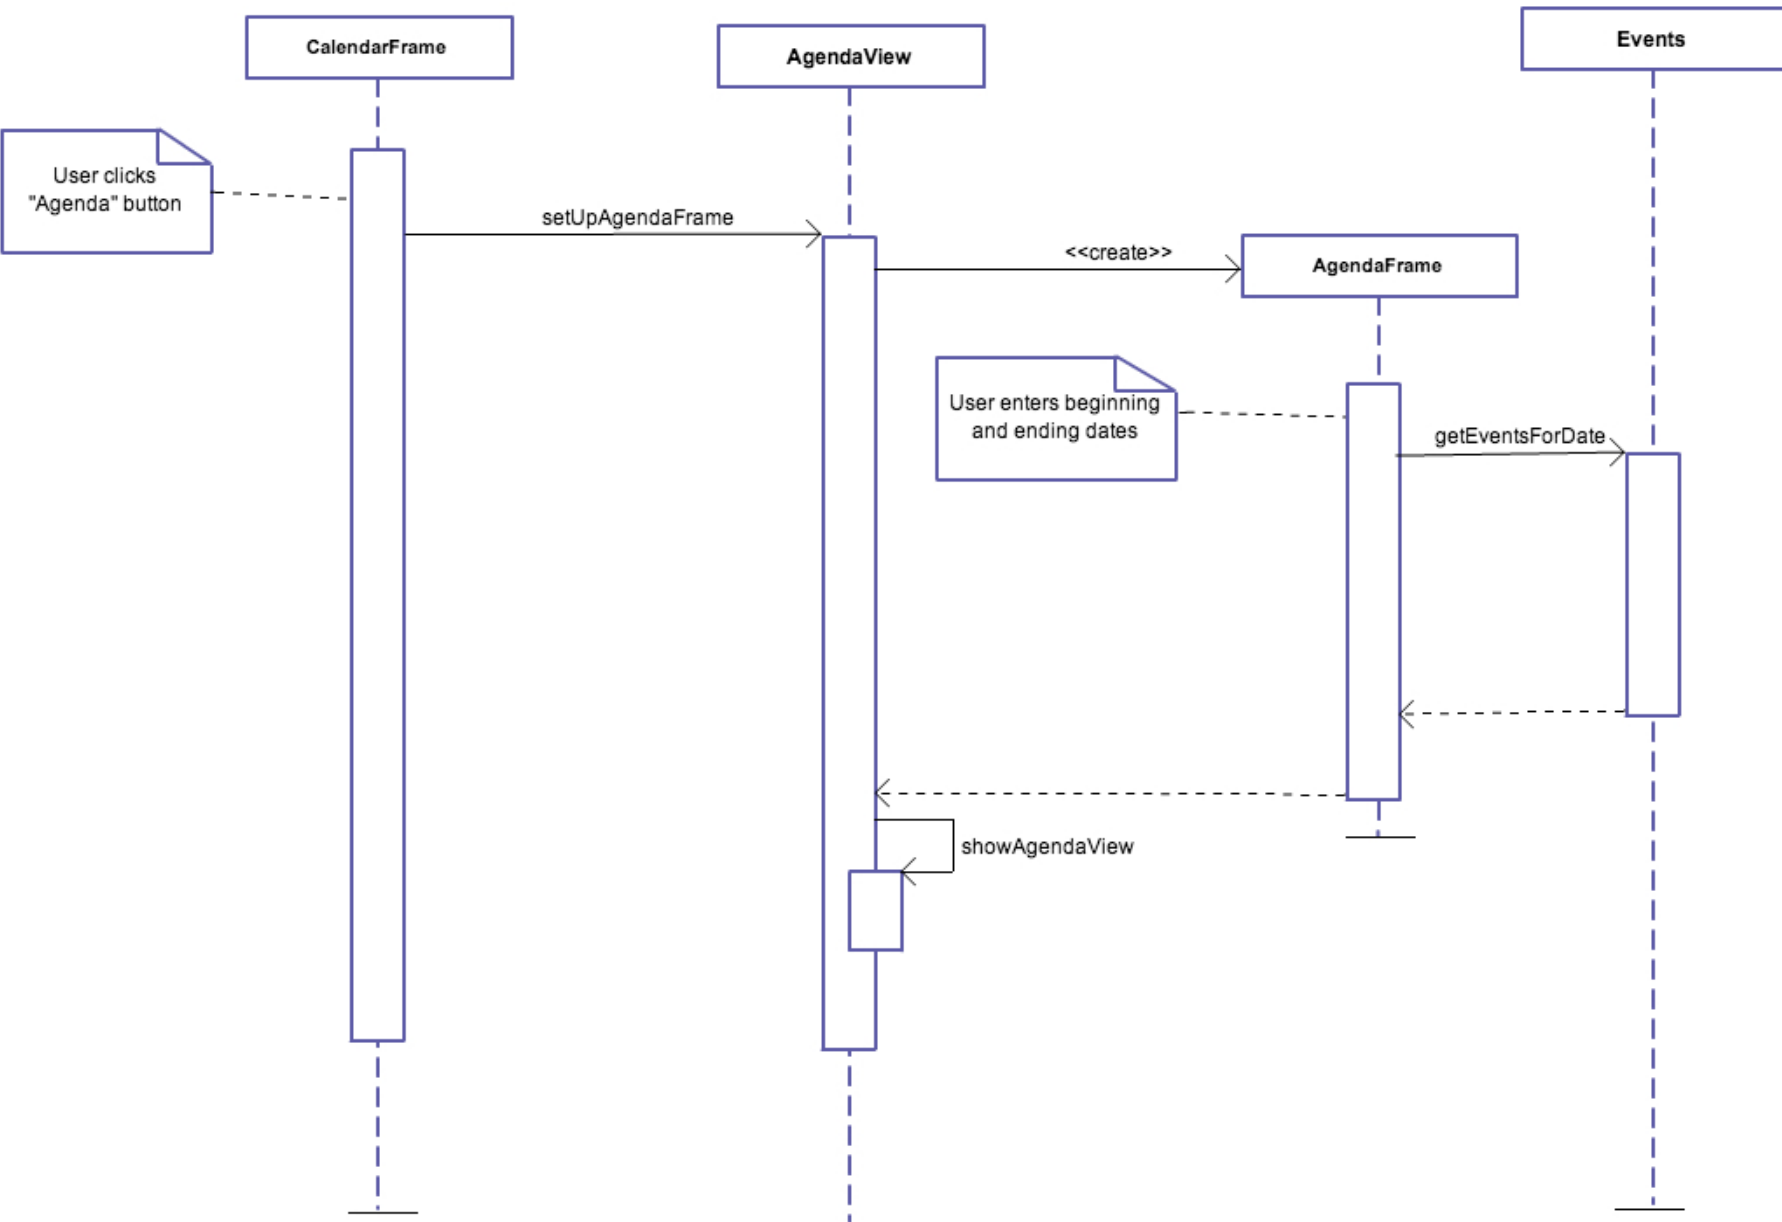 CalendarFrame
AgendaView
Events
User clicks
"Agenda" button
setUpAgendaFrame
<<create>>
AgendaFrame
User enters beginning
and ending dates
getEventsForDate
showAgendaView